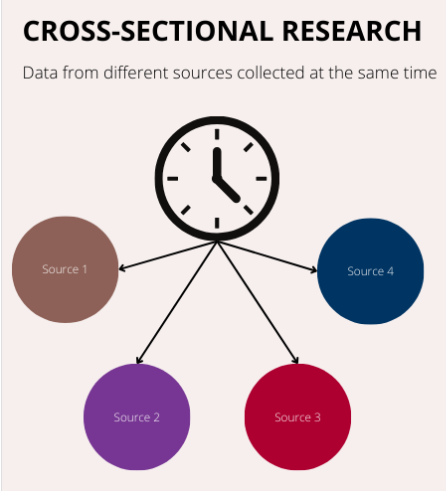 CROSS-SECTIONAL RESEARCH
Data from different sources collected at the same time
Source 1
Source 4
Source 2
Source 3